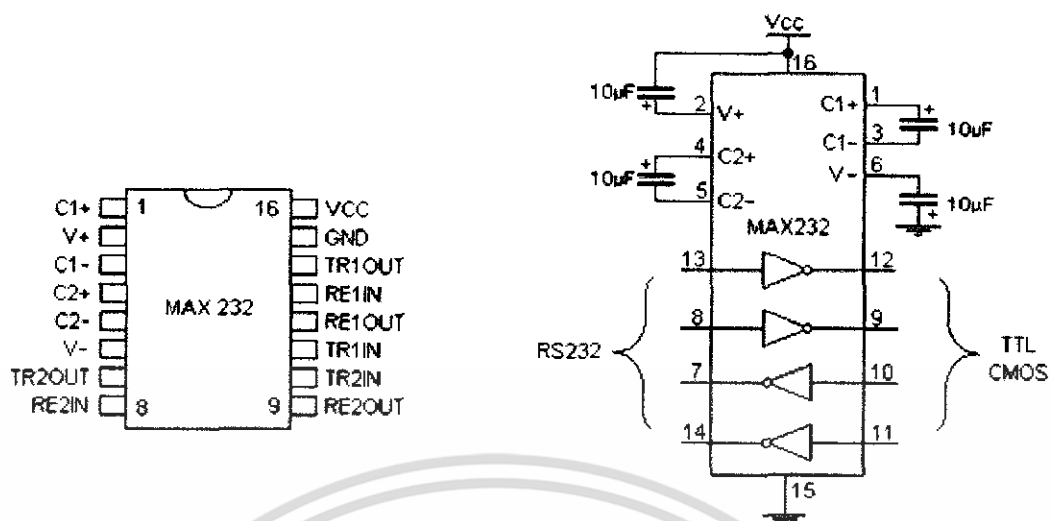 C1+ 1 16 VCC
V+ GND
C1- TR1OUT
C2+ MAX 232 RE1IN
C2- RE1OUT
V- TR1IN
TR2OUT TR2IN
RE2IN 8 9 RE2OUT
Vcc
16
10µF + 2 V+ C1+ 1 +
C1- 3 10µF
4 C2+ V- 6
10µF + 5 C2- 10µF +
MAX232
13 12
8 9
RS232 TTL
CMOS
7 10
14 11
15